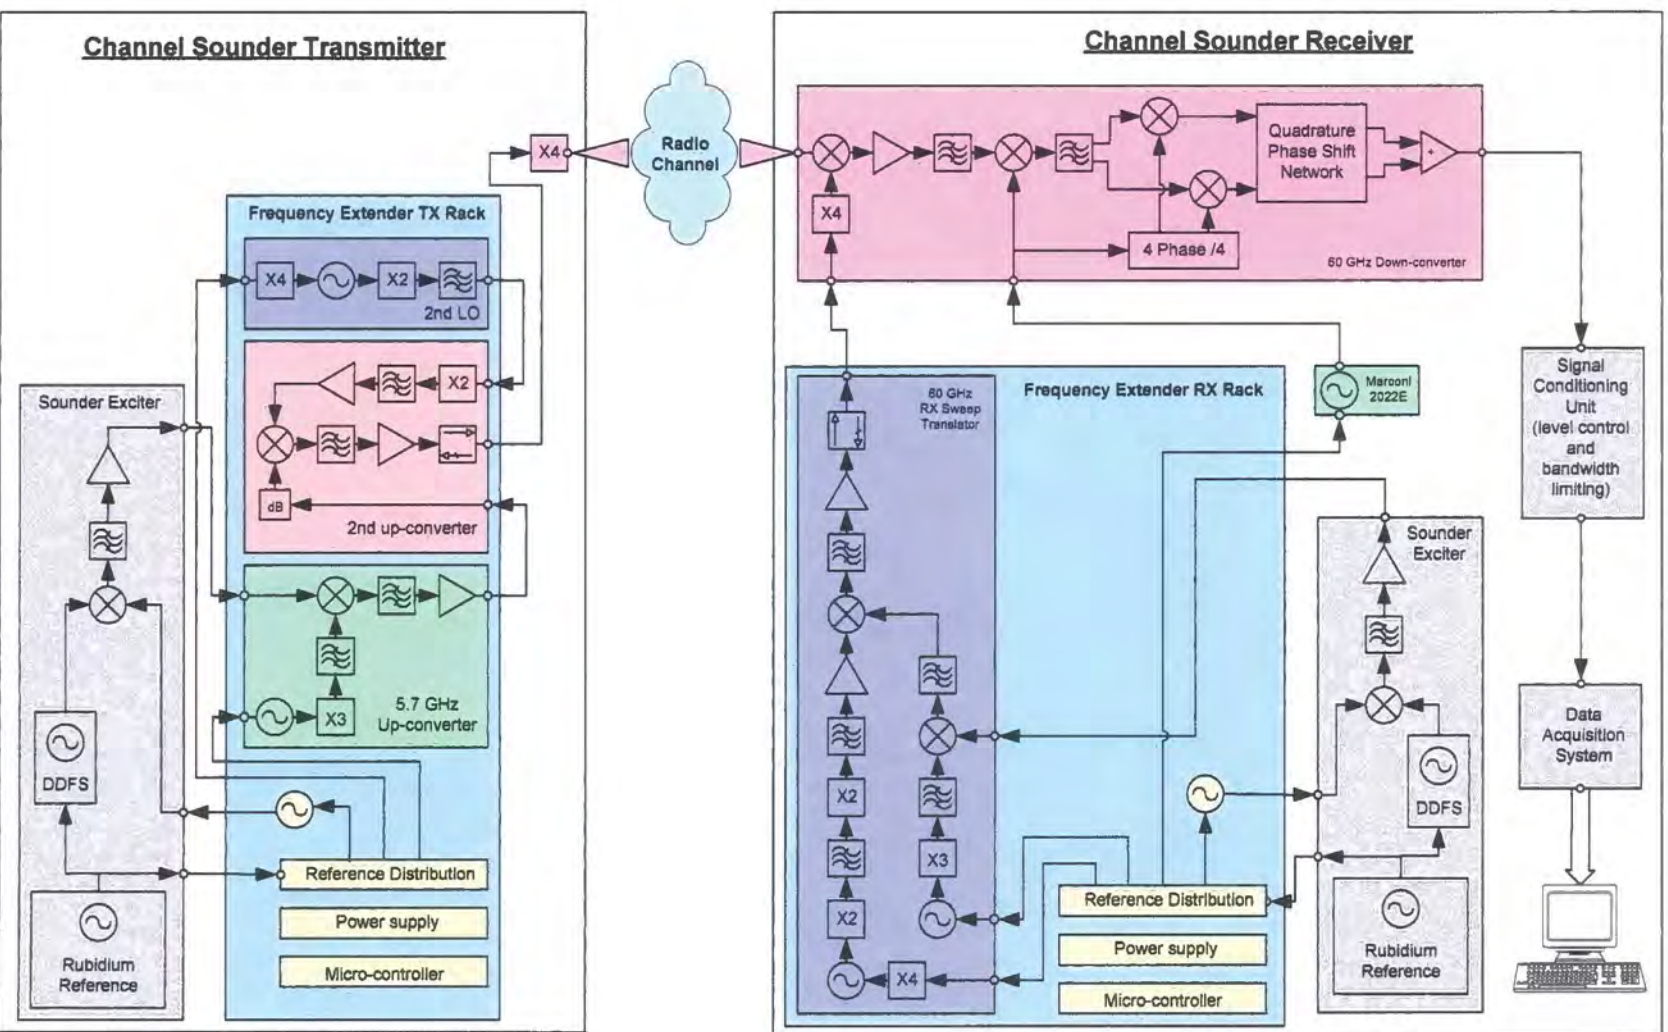 Channel Sounder Transmitter
X4
Radio
Channel
Frequency Extender TX Rack
X4
X2
2nd LO
X2
dB
2nd up-converter
Sounder Exciter
DDFS
X3
5.7 GHz
Up-converter
Reference Distribution
Power supply
Micro-controller
Rubidium
Reference
Channel Sounder Receiver
Quadrature
Phase Shift
Network
+
X4
4 Phase /4
60 GHz Down-converter
60 GHz
RX Sweep
Translator
Frequency Extender RX Rack
Marconi
2022E
Signal
Conditioning
Unit
(level control
and
bandwidth
limiting)
Sounder
Exciter
DDFS
Data
Acquisition
System
X2
X3
X2
X4
Reference Distribution
Power supply
Micro-controller
Rubidium
Reference